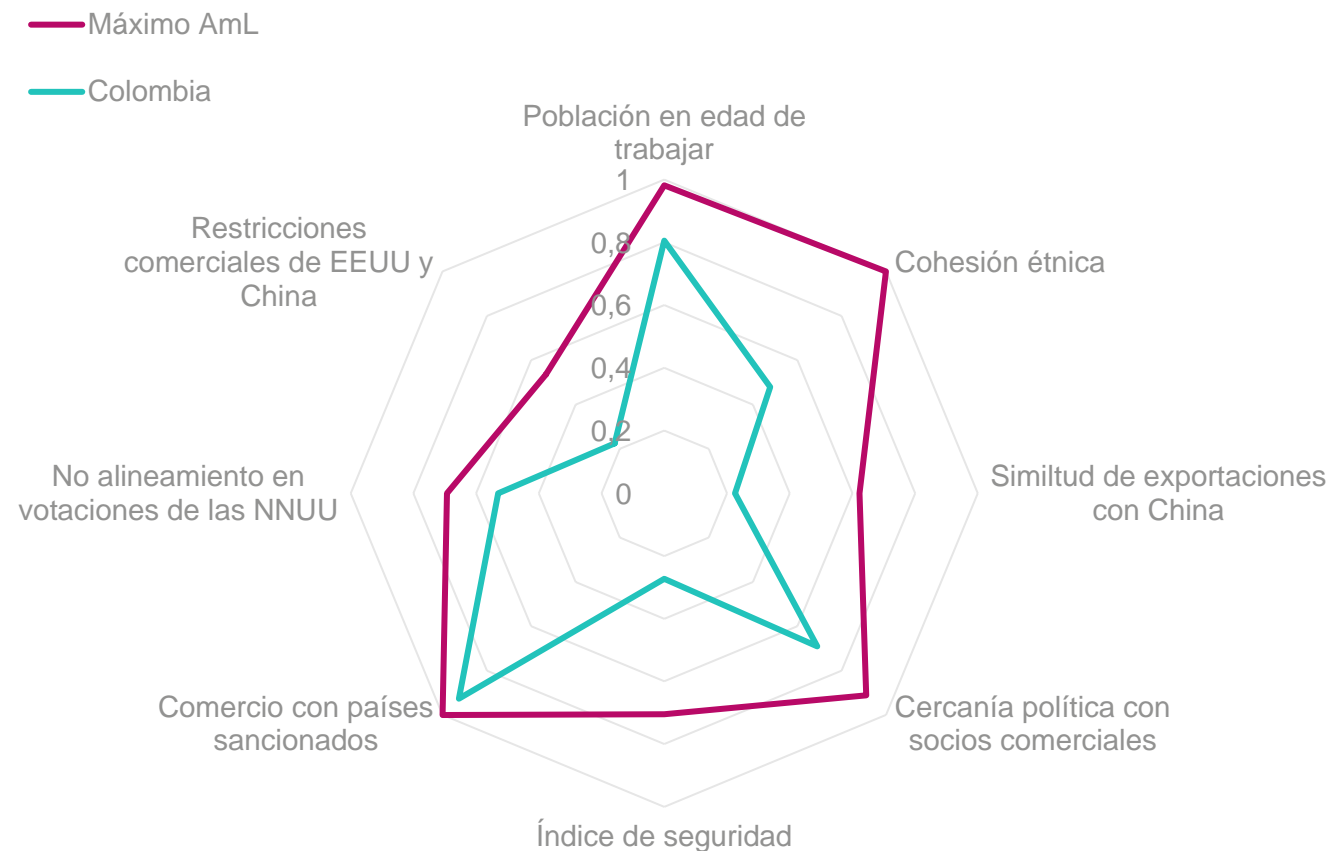 Máximo AmL
Colombia
Población en edad de
trabajar
1
0,8
0,6
0,4
0,2
0
Cohesión étnica
Similtud de exportaciones
con China
Cercanía política con
socios comerciales
Índice de seguridad
Comercio con países
sancionados
No alineamiento en
votaciones de las NNUU
Restricciones
comerciales de EEUU y
China